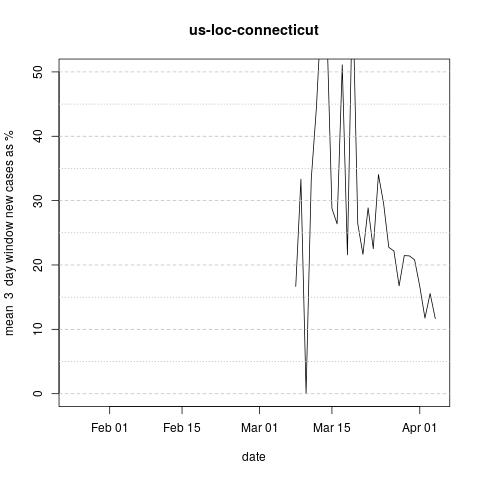 us-loc-connecticut
mean 3 day window new cases as %
50
40
30
20
10
0
Feb 01 Feb 15 Mar 01 Mar 15 Apr 01
date